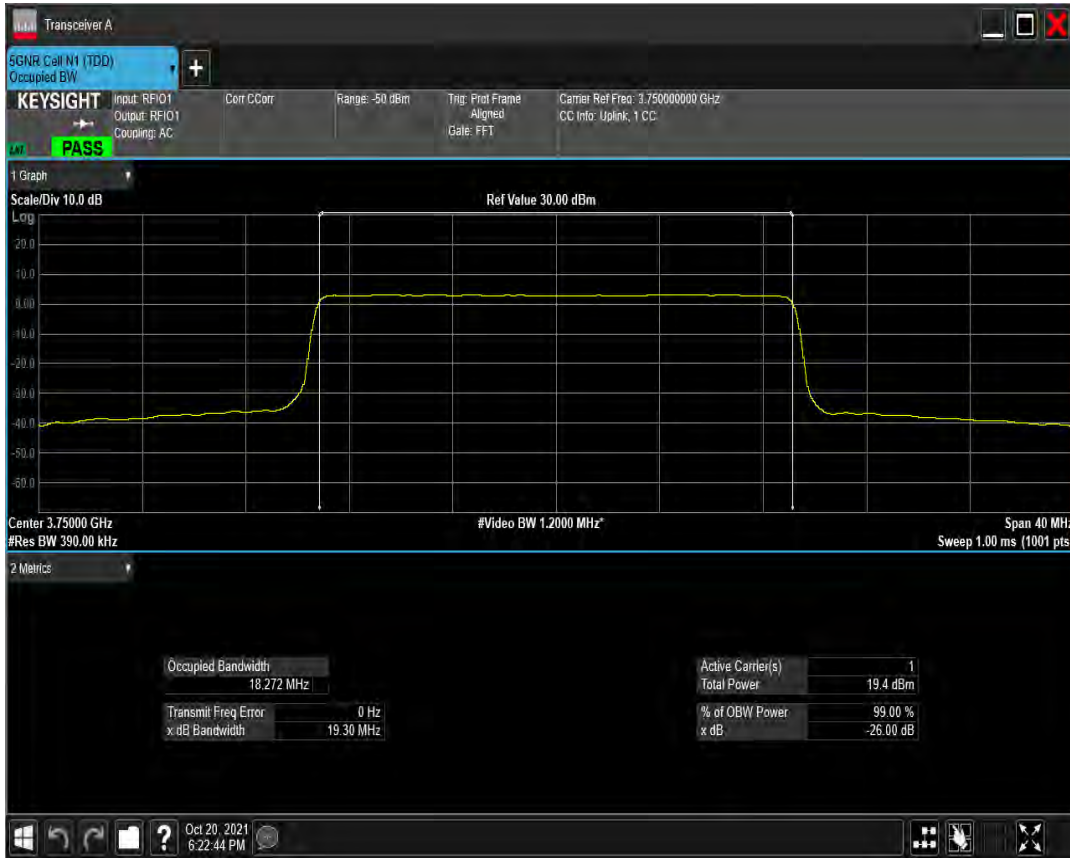 Transceiver A
5GNR Cell N1 (TDD)
Occupied BW
+
KEYSIGHT
Input: RFIO1
Output: RFIO1
Coupling: AC
Corr CCorr
Range: -50 dBm
Trig: Prot Frame
Aligned
Gate: FFT
Carrier Ref Freq: 3.750000000 GHz
CC Info: Uplink, 1 CC
PASS
1 Graph
Scale/Div 10.0 dB
Ref Value 30.00 dBm
Log
20.0
10.0
0.00
-10.0
-20.0
-30.0
-40.0
-50.0
-60.0
Center 3.75000 GHz
#Video BW 1.2000 MHz*
Span 40 MHz
#Res BW 390.00 kHz
Sweep 1.00 ms (1001 pts
2 Metrics
Occupied Bandwidth
18.272 MHz
Transmit Freq Error 0 Hz
x dB Bandwidth 19.30 MHz
Active Carrier(s) 1
Total Power 19.4 dBm
% of OBW Power 99.00 %
x dB -26.00 dB
?
Oct 20, 2021
6:22:44 PM